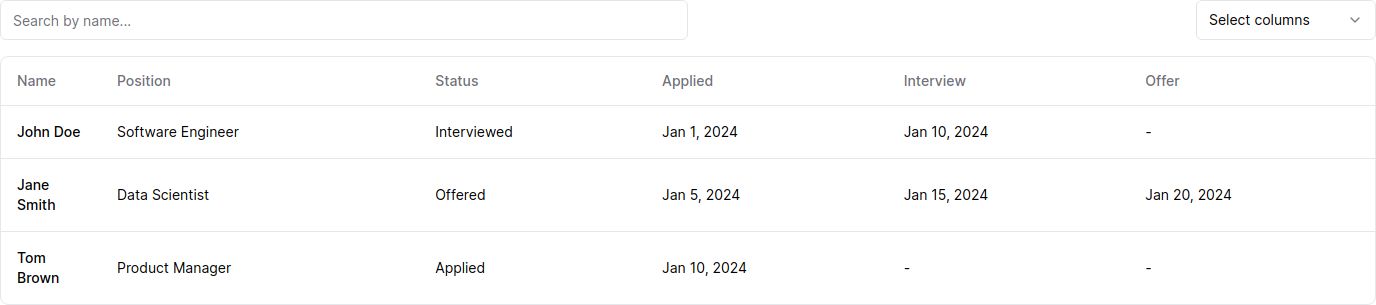 Search by name...
Select columns
Name Position Status Applied Interview Offer
John Doe Software Engineer Interviewed Jan 1, 2024 Jan 10, 2024 -
Jane
Smith
Data Scientist Offered Jan 5, 2024 Jan 15, 2024 Jan 20, 2024
Tom
Brown
Product Manager Applied Jan 10, 2024 - -